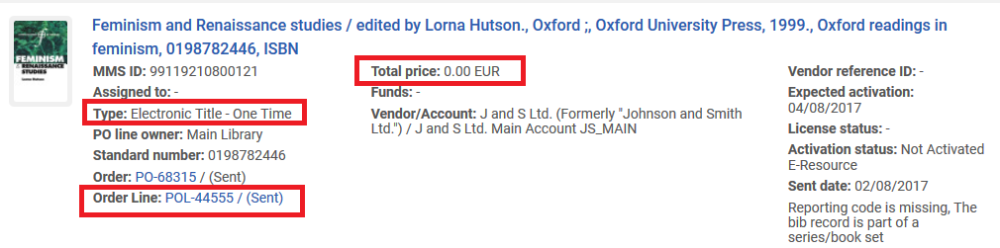 Feminism and Renaissance studies / edited by Lorna Hutson., Oxford ;, Oxford University Press, 1999., Oxford readings in
feminism, 0198782446, ISBN
FEMINISM
& RENAISSANCE
STUDIES
MMS ID: 99119210800121
Assigned to: -
Type: Electronic Title - One Time
PO line owner: Main Library
Standard number: 0198782446
Order: PO-68315 / (Sent)
Order Line: POL-44555 / (Sent)
Total price: 0.00 EUR
Funds: -
Vendor/Account: J and S Ltd. (Formerly "Johnson and Smith
Ltd.") / J and S Ltd. Main Account JS_MAIN
Vendor reference ID: -
Expected activation:
04/08/2017
License status: -
Activation status: Not Activated
E-Resource
Sent date: 02/08/2017
Reporting code is missing, The
bib record is part of a
series/book set